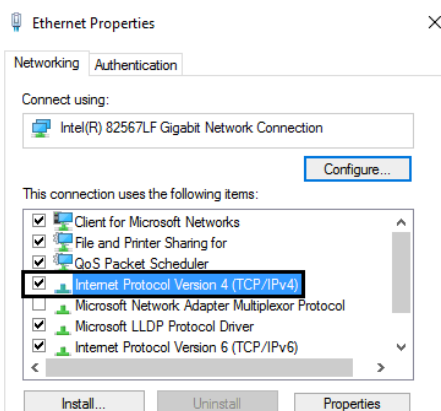 Ethernet Properties
Networking
Authentication
Connect using:
Intel(R) 82567LF Gigabit Network Connection
Configure...
This connection uses the following items:
Client for Microsoft Networks
File and Printer Sharing for
QoS Packet Scheduler
Internet Protocol Version 4 (TCP/IPv4)
Microsoft Network Adapter Multiplexor Protocol
Microsoft LLDP Protocol Driver
Internet Protocol Version 6 (TCP/IPv6)
Install...
Uninstall
Properties